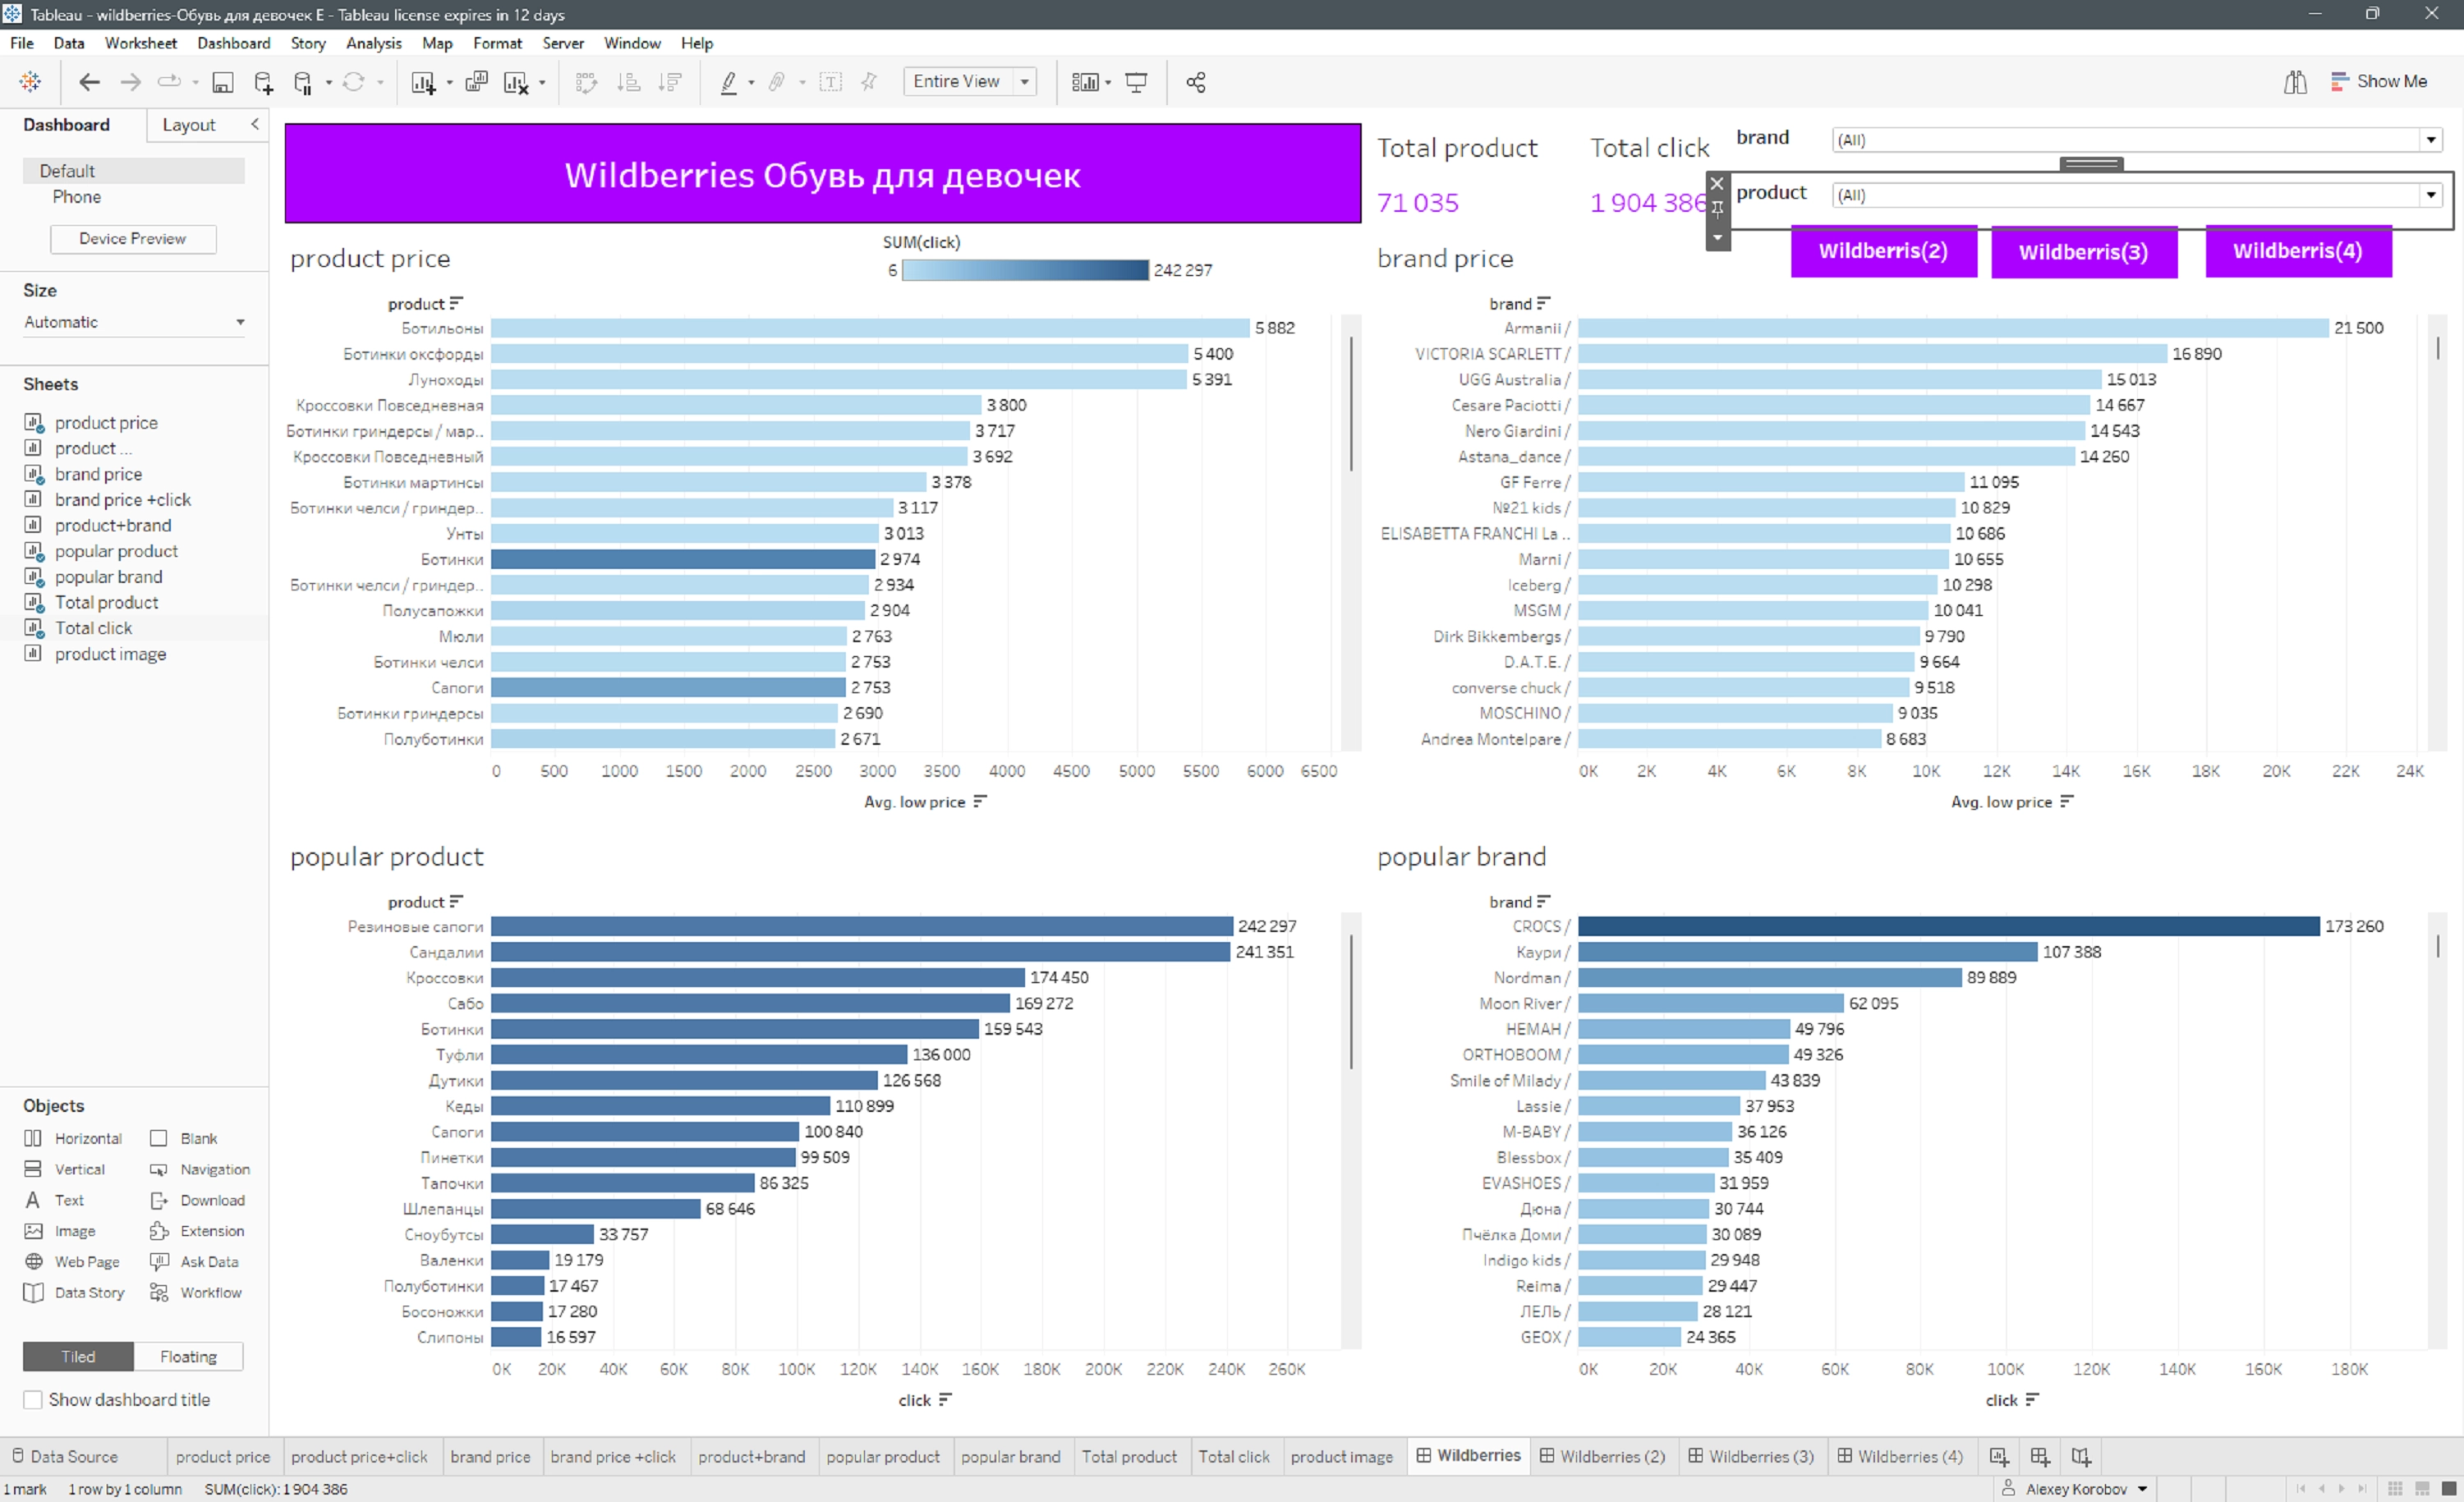 Tableau - wildberries-Обувь для девочек E - Tableau license expires in 12 days
File Data Worksheet Dashboard Story Analysis Map Format Server Window Help
Entire View
Show Me
Dashboard
Layout
Default
Phone
Device Preview
Size
Automatic
Sheets
product price
product ...
brand price
brand price +click
product+brand
popular product
popular brand
Total product
Total click
product image
Objects
Horizontal Blank
Vertical Navigation
Text Download
Image Extension
Web Page Ask Data
Data Story Workflow
Tiled Floating
Show dashboard title
Wildberries Обувь для девочек
Total product
71 035
Total click
1 904 386
brand (All)
product (All)
Wildberris(2) Wildberris(3) Wildberris(4)
product price
SUM(click)
6 242 297
product
Ботильоны 5 882
Ботинки оксфорды 5 400
Луноходы 5 391
Кроссовки Повседневная 3 800
Ботинки гриндерсы / мар.. 3 717
Кроссовки Повседневный 3 692
Ботинки мартинсы 3 378
Ботинки челси / гриндер.. 3 117
Унты 3 013
Ботинки 2 974
Ботинки челси / гриндер.. 2 934
Полусапожки 2 904
Мюли 2 763
Ботинки челси 2 753
Сапоги 2 753
Ботинки гриндерсы 2 690
Полуботинки 2 671
0 500 1000 1500 2000 2500 3000 3500 4000 4500 5000 5500 6000 6500
Avg. low price
brand price
brand
Armanii / 21 500
VICTORIA SCARLETT / 16 890
UGG Australia / 15 013
Cesare Paciotti / 14 667
Nero Giardini / 14 543
Astana_dance / 14 260
GF Ferre / 11 095
№21 kids / 10 829
ELISABETTA FRANCHI La .. 10 686
Marni / 10 655
Iceberg / 10 298
MSGM / 10 041
Dirk Bikkembergs / 9 790
D.A.T.E. / 9 664
converse chuck / 9 518
MOSCHINO / 9 035
Andrea Montelpare / 8 683
0K 2K 4K 6K 8K 10K 12K 14K 16K 18K 20K 22K 24K
Avg. low price
popular product
product
Резиновые сапоги 242 297
Сандалии 241 351
Кроссовки 174 450
Сабо 169 272
Ботинки 159 543
Туфли 136 000
Дутики 126 568
Кеды 110 899
Сапоги 100 840
Пинетки 99 509
Тапочки 86 325
Шлепанцы 68 646
Сноубутсы 33 757
Валенки 19 179
Полуботинки 17 467
Босоножки 17 280
Слипоны 16 597
0K 20K 40K 60K 80K 100K 120K 140K 160K 180K 200K 220K 240K 260K
click
popular brand
brand
CROCS / 173 260
Каури / 107 388
Nordman / 89 889
Moon River / 62 095
НЕМАН / 49 796
ORTHOBOOM / 49 326
Smile of Milady / 43 839
Lassie / 37 953
M-BABY / 36 126
Blessbox / 35 409
EVASHOES / 31 959
Дюна / 30 744
Пчёлка Доми / 30 089
Indigo kids / 29 948
Reima / 29 447
ЛЕЛЬ / 28 121
GEOX / 24 365
0K 20K 40K 60K 80K 100K 120K 140K 160K 180K
click
Data Source product price product price+click brand price brand price +click product+brand popular product popular brand Total product Total click product image Wildberries Wildberries (2) Wildberries (3) Wildberries (4)
1 mark 1 row by 1 column SUM(click): 1 904 386 Alexey Korobov